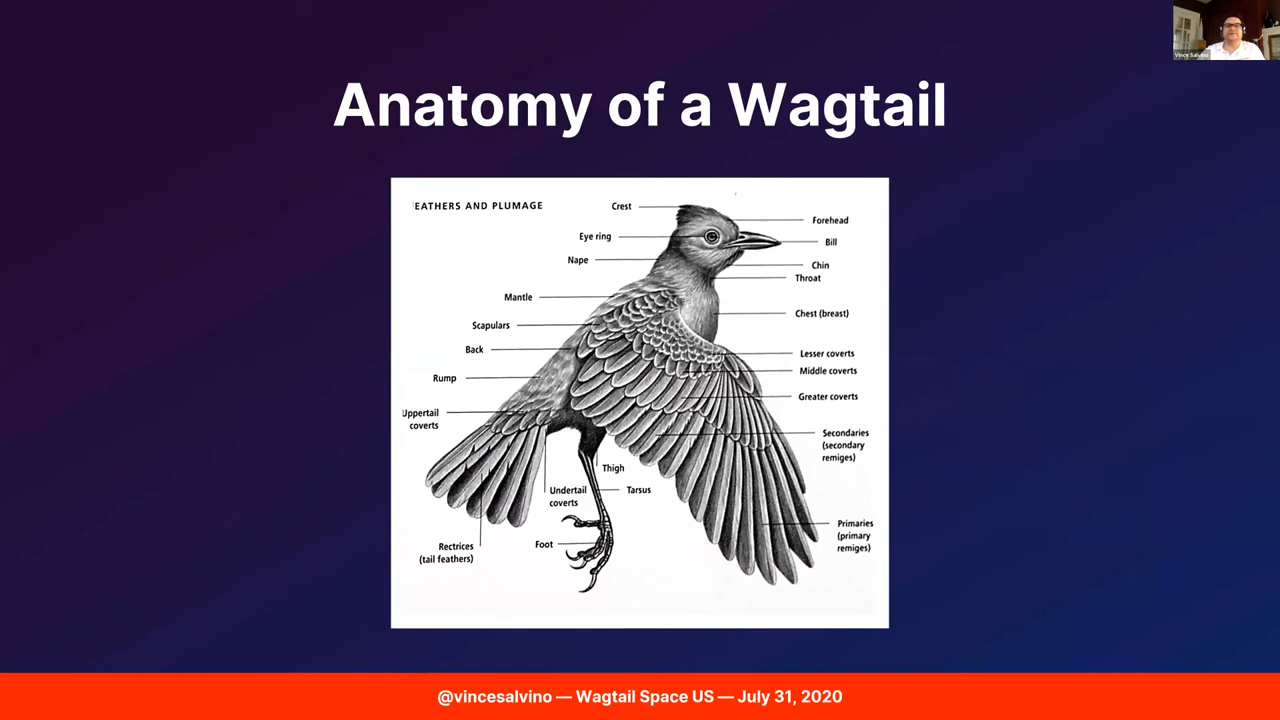 Vince Salvino
Anatomy of a Wagtail
EATHERS AND PLUMAGE
Crest
Forehead
Eye ring
Bill
Nape
Chin
Throat
Mantle
Chest (breast)
Scapulars
Back
Lesser coverts
Middle coverts
Rump
Greater coverts
Uppertail
coverts
Secondaries
(secondary
remiges)
Thigh
Undertail
coverts
Tarsus
Primaries
(primary
remiges)
Rectrices
(tail feathers)
Foot
@vincesalvino — Wagtail Space US — July 31, 2020